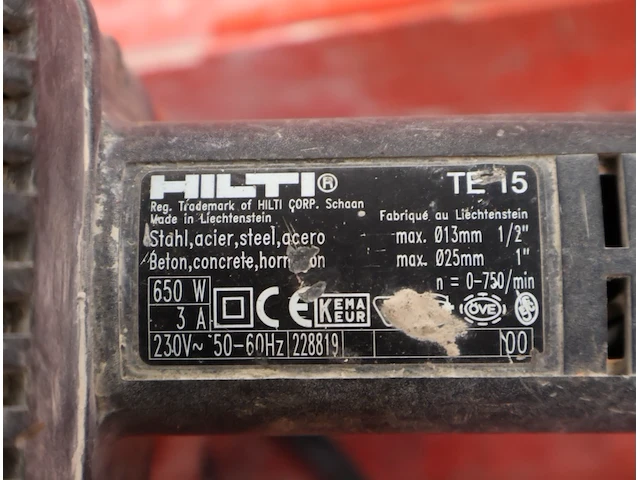 HILTI® TE 15
Reg. Trademark of HILTI CORP. Schaan
Made in Liechtenstein Fabriqué au Liechtenstein
Stahl,acier,steel,acero max. Ø13mm 1/2"
Beton,concrete, max. Ø25mm 1"
650 W n = 0-750/min
3 A CE KEMA KEUR ÖVE
230V~ 50-60Hz 228819 00